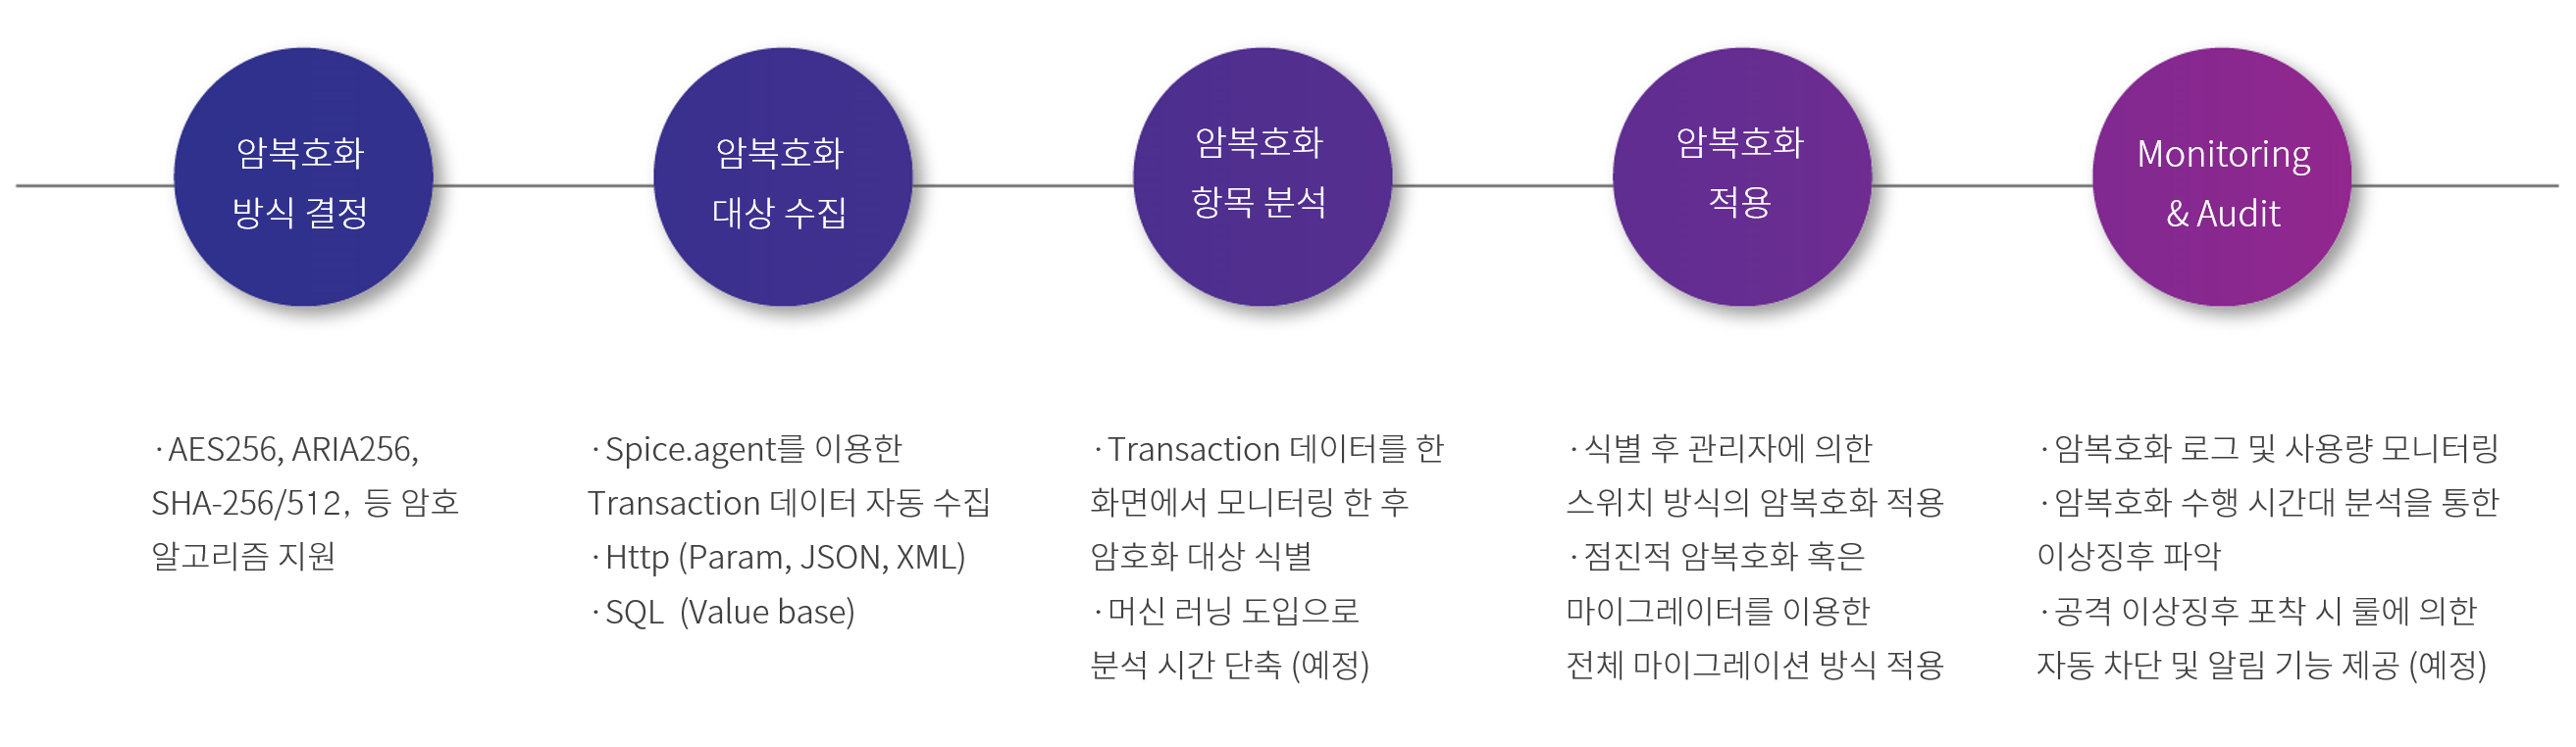 암복호화
방식 결정
암복호화
대상 수집
암복호화
항목 분석
암복호화
적용
Monitoring
& Audit
·AES256, ARIA256,
SHA-256/512, 등 암호
알고리즘 지원
·Spice.agent를 이용한
Transaction 데이터 자동 수집
·Http (Param, JSON, XML)
·SQL (Value base)
·Transaction 데이터를 한
화면에서 모니터링 한 후
암호화 대상 식별
·머신 러닝 도입으로
분석 시간 단축 (예정)
·식별 후 관리자에 의한
스위치 방식의 암복호화 적용
·점진적 암복호화 혹은
마이그레이터를 이용한
전체 마이그레이션 방식 적용
·암복호화 로그 및 사용량 모니터링
·암복호화 수행 시간대 분석을 통한
이상징후 파악
·공격 이상징후 포착 시 룰에 의한
자동 차단 및 알림 기능 제공 (예정)